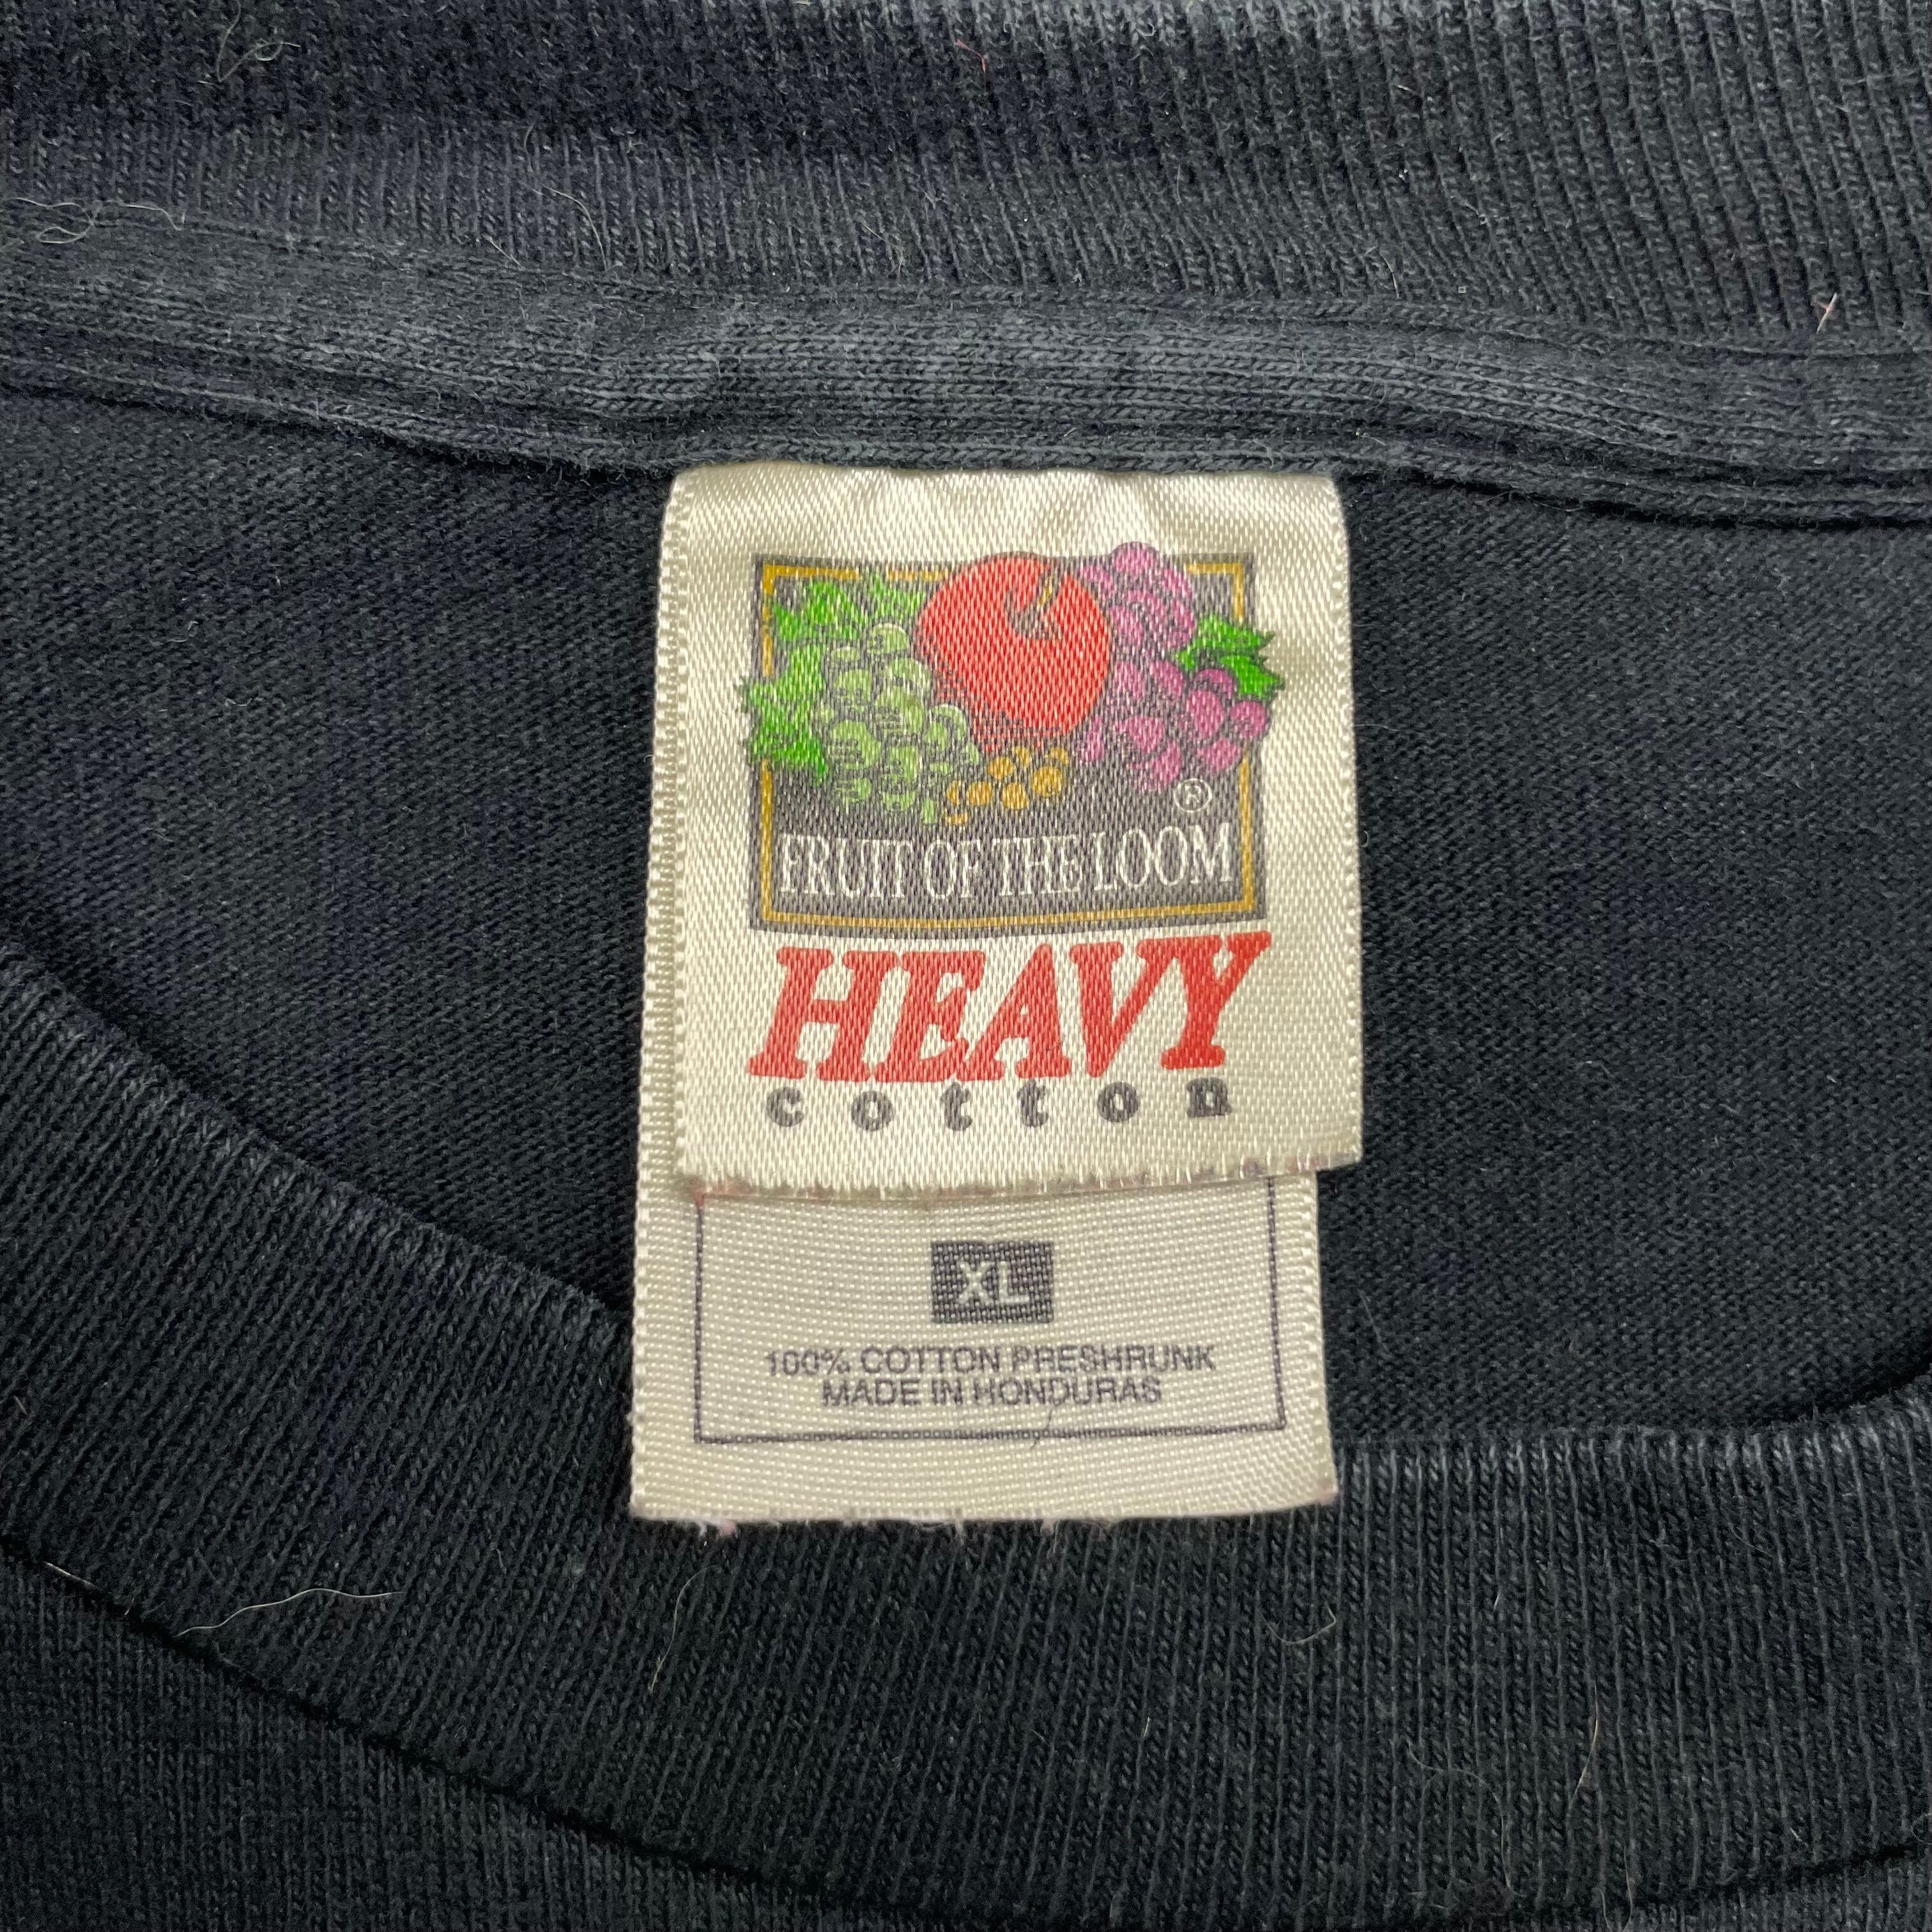 ®
FRUIT OF THE LOOM
HEAVY
cotton
XL
100% COTTON PRESHRUNK
MADE IN HONDURAS